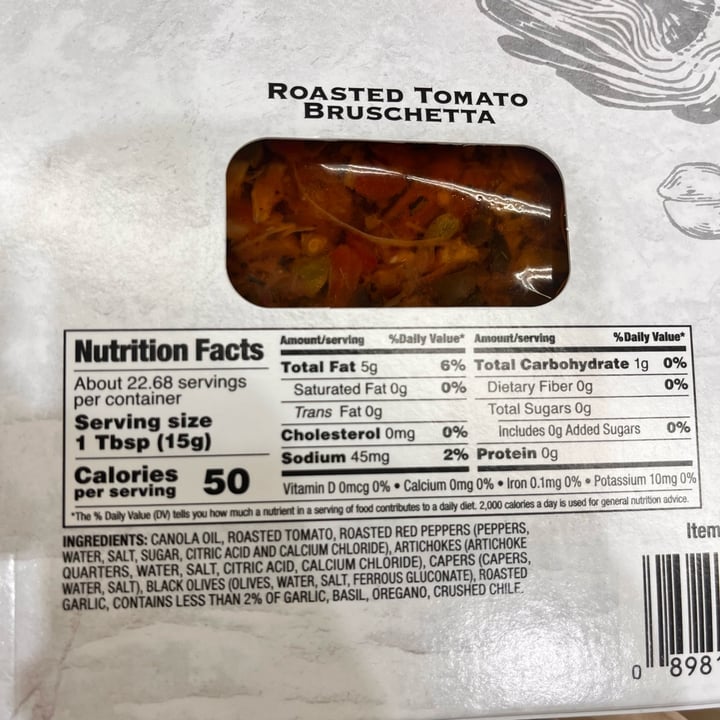 ROASTED TOMATO
BRUSCHETTA
Nutrition Facts
About 22.68 servings
per container
Serving size
1 Tbsp (15g)
Calories
per serving 50
Amount/serving %Daily Value*
Total Fat 5g 6%
Saturated Fat 0g 0%
Trans Fat 0g
Cholesterol 0mg 0%
Sodium 45mg 2%
Amount/serving %Daily Value*
Total Carbohydrate 1g 0%
Dietary Fiber 0g 0%
Total Sugars 0g
Includes 0g Added Sugars 0%
Protein 0g
Vitamin D 0mcg 0% • Calcium 0mg 0% • Iron 0.1mg 0% • Potassium 10mg 0%
*The % Daily Value (DV) tells you how much a nutrient in a serving of food contributes to a daily diet. 2,000 calories a day is used for general nutrition advice.
INGREDIENTS: CANOLA OIL, ROASTED TOMATO, ROASTED RED PEPPERS (PEPPERS,
WATER, SALT, SUGAR, CITRIC ACID AND CALCIUM CHLORIDE), ARTICHOKES (ARTICHOKE
QUARTERS, WATER, SALT, CITRIC ACID, CALCIUM CHLORIDE), CAPERS (CAPERS,
WATER, SALT), BLACK OLIVES (OLIVES, WATER, SALT, FERROUS GLUCONATE), ROASTED
GARLIC, CONTAINS LESS THAN 2% OF GARLIC, BASIL, OREGANO, CRUSHED CHILE.
Item
0 898